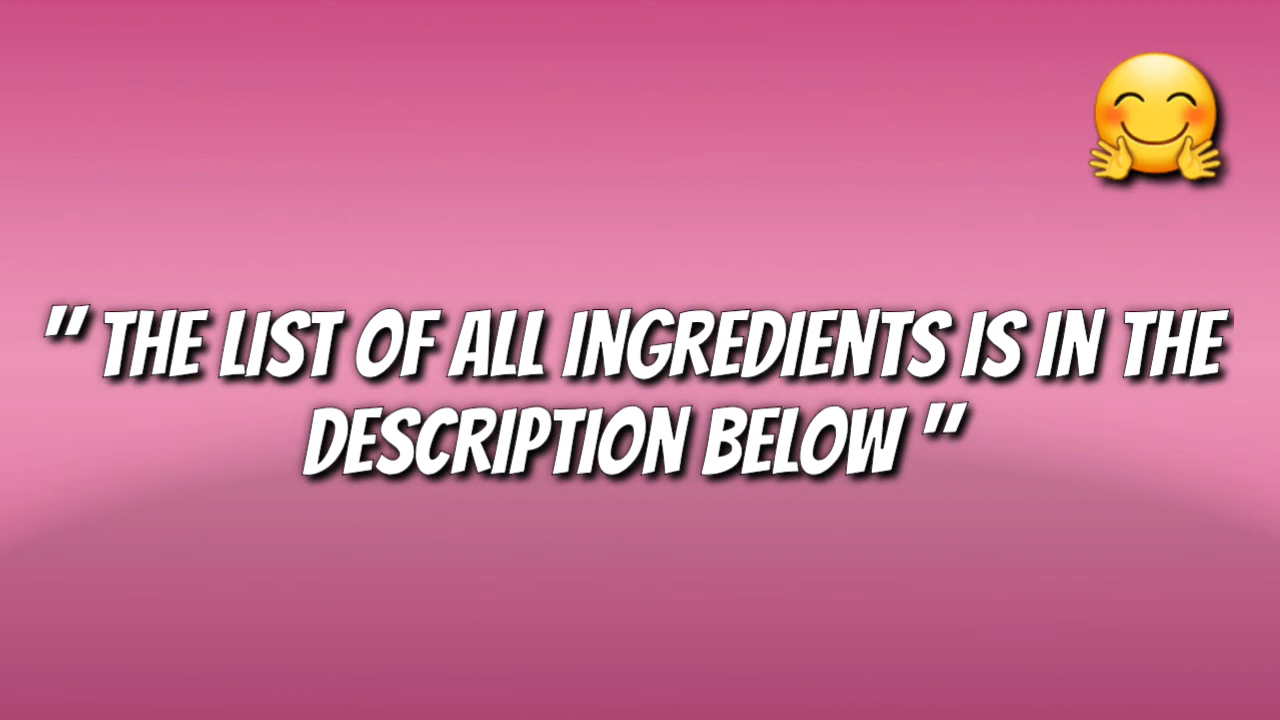 " THE LIST OF ALL INGREDIENTS IS IN THE
DESCRIPTION BELOW "